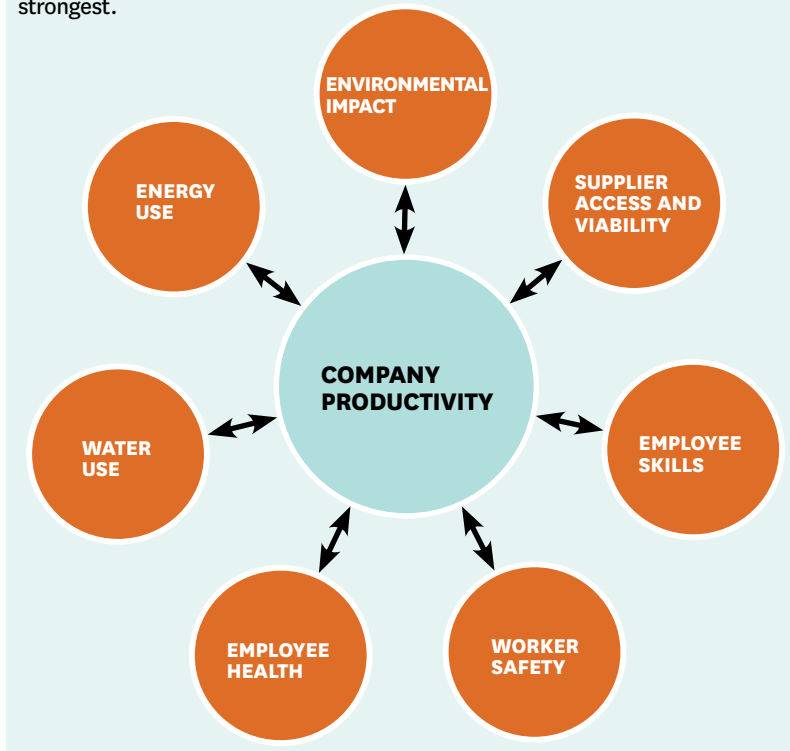 strongest.
ENVIRONMENTAL
IMPACT
SUPPLIER
ACCESS AND
VIABILITY
EMPLOYEE
SKILLS
WORKER
SAFETY
EMPLOYEE
HEALTH
WATER
USE
ENERGY
USE
COMPANY
PRODUCTIVITY